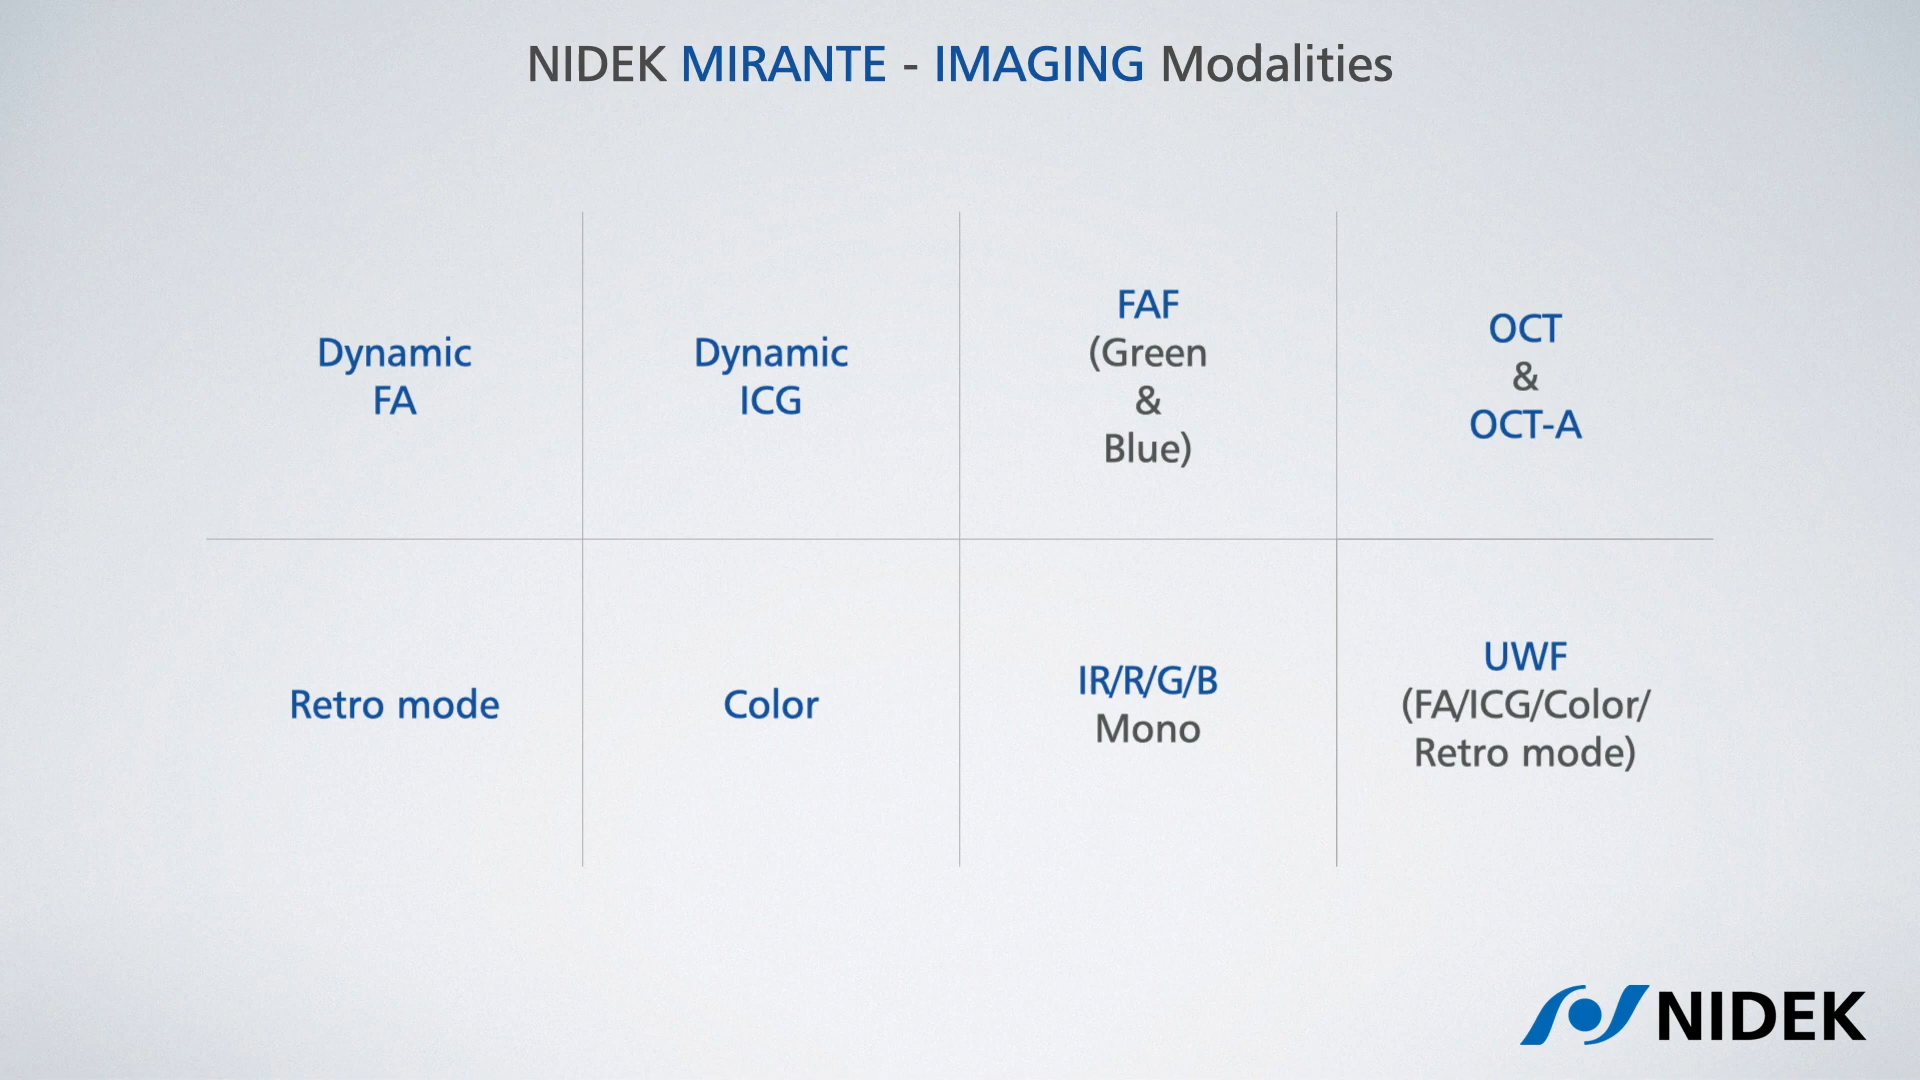 NIDEK MIRANTE - IMAGING Modalities
Dynamic
FA
Dynamic
ICG
FAF
(Green
&
Blue)
OCT
&
OCT-A
Retro mode
Color
IR/R/G/B
Mono
UWF
(FA/ICG/Color/
Retro mode)
NIDEK